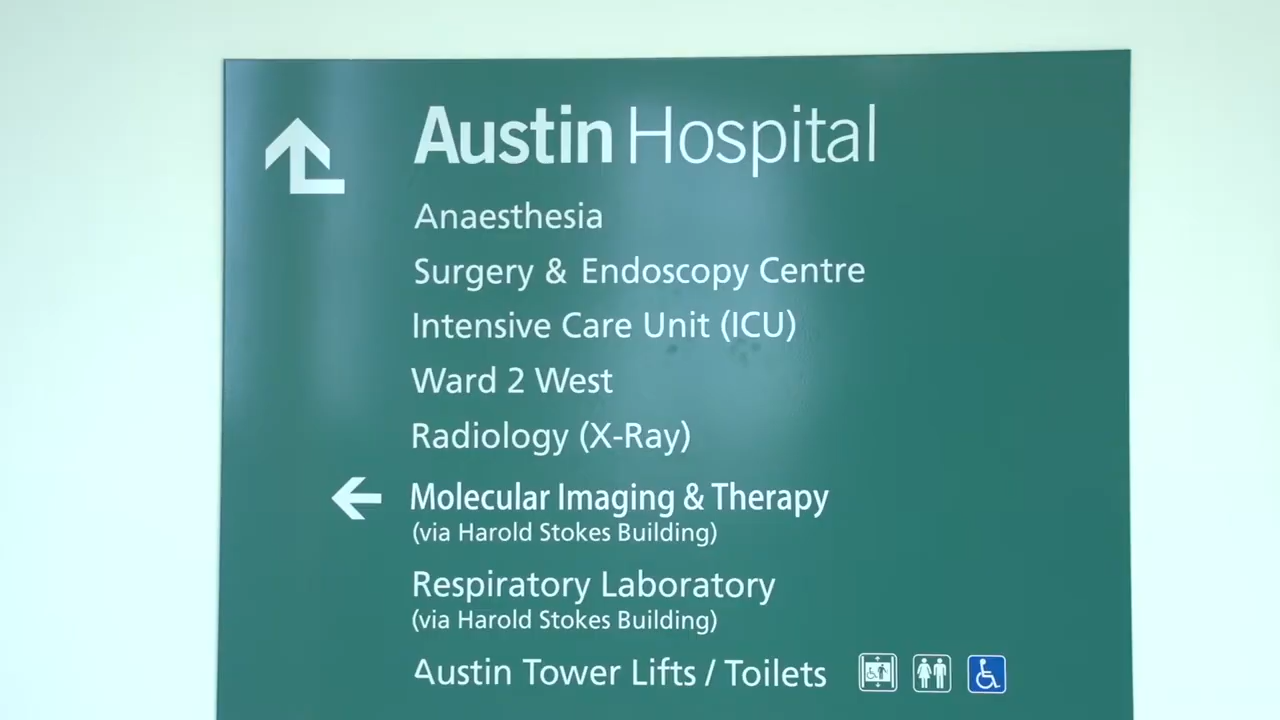 Austin Hospital
Anaesthesia
Surgery & Endoscopy Centre
Intensive Care Unit (ICU)
Ward 2 West
Radiology (X-Ray)
Molecular Imaging & Therapy
(via Harold Stokes Building)
Respiratory Laboratory
(via Harold Stokes Building)
Austin Tower Lifts / Toilets